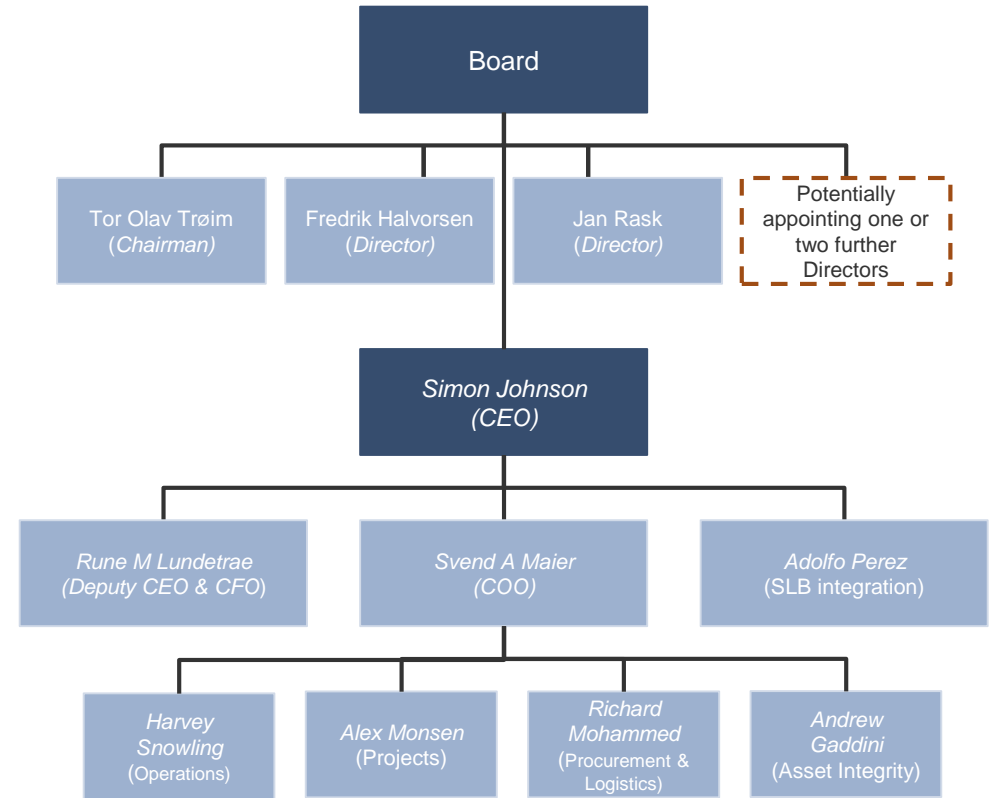 Board
Tor Olav Trøim
(Chairman)
Fredrik Halvorsen
(Director)
Jan Rask
(Director)
Potentially
appointing one or
two further
Directors
Simon Johnson
(CEO)
Rune M Lundetrae
(Deputy CEO & CFO)
Svend A Maier
(COO)
Adolfo Perez
(SLB integration)
Harvey
Snowling
(Operations)
Alex Monsen
(Projects)
Richard
Mohammed
(Procurement &
Logistics)
Andrew
Gaddini
(Asset Integrity)